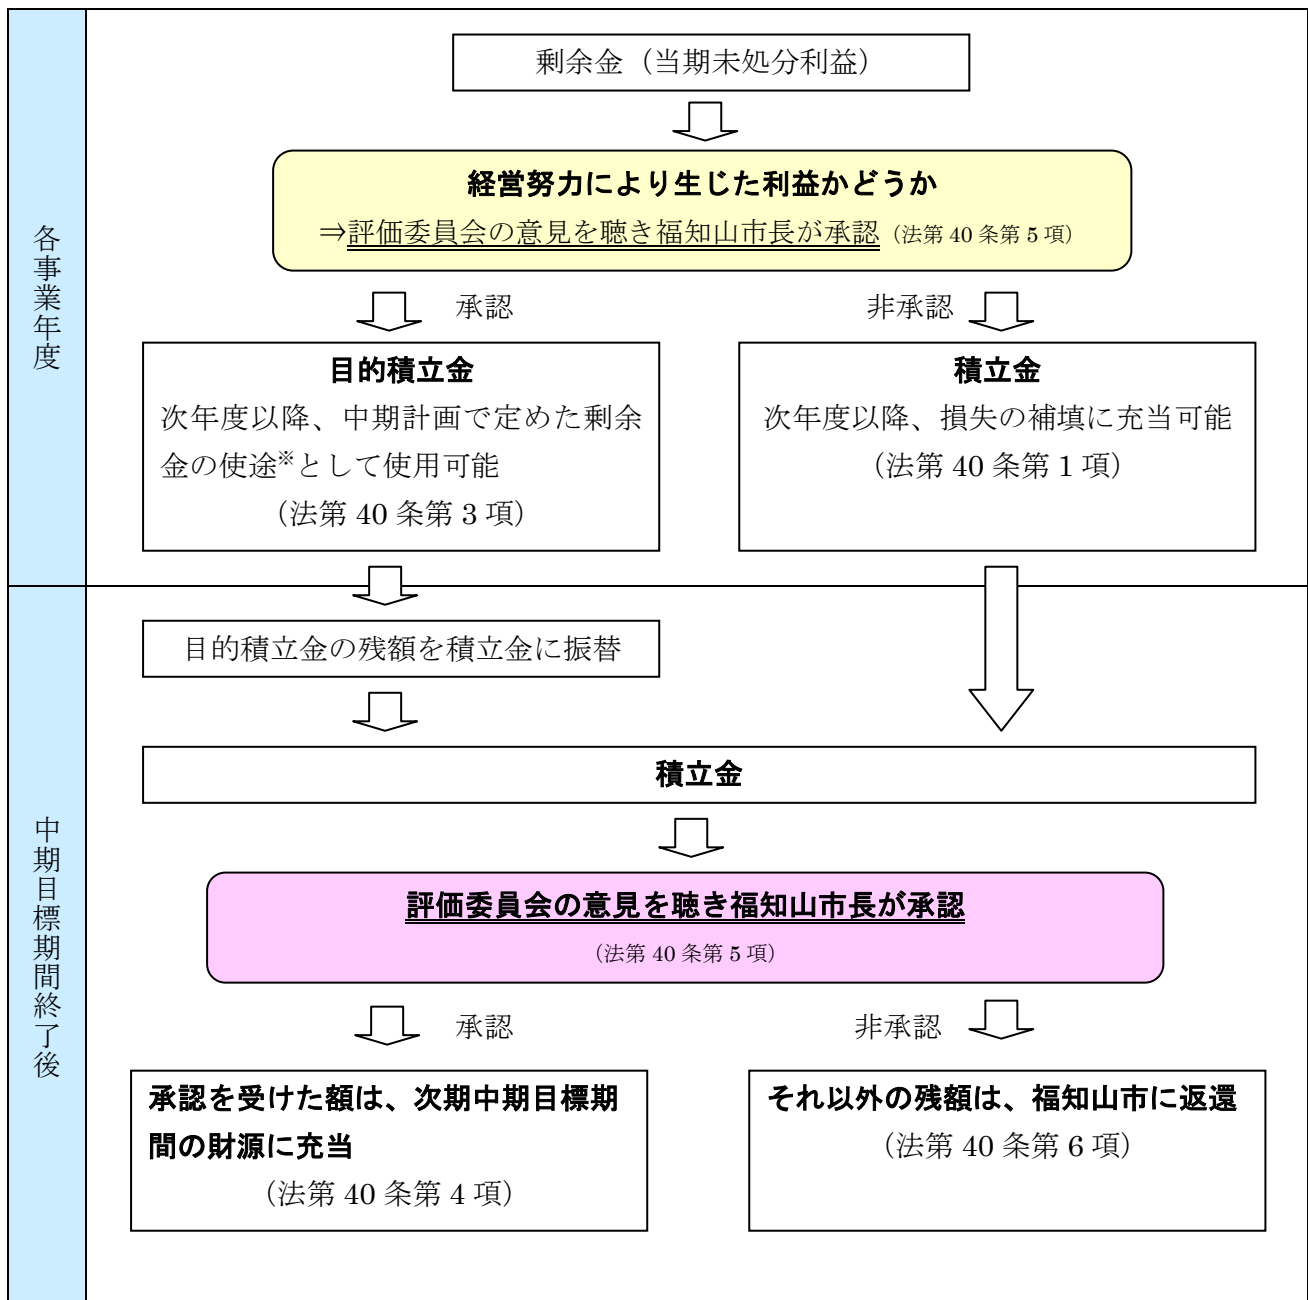 各事業年度
剰余金（当期未処分利益）
経営努力により生じた利益かどうか
⇒評価委員会の意見を聴き福知山市長が承認（法第 40 条第 5 項）
承認
非承認
目的積立金
次年度以降、中期計画で定めた剰余
金の使途※として使用可能
（法第 40 条第 3 項）
積立金
次年度以降、損失の補填に充当可能
（法第 40 条第 1 項）
中期目標期間終了後
目的積立金の残額を積立金に振替
積立金
評価委員会の意見を聴き福知山市長が承認
（法第 40 条第 5 項）
承認
非承認
承認を受けた額は、次期中期目標期
間の財源に充当
（法第 40 条第 4 項）
それ以外の残額は、福知山市に返還
（法第 40 条第 6 項）